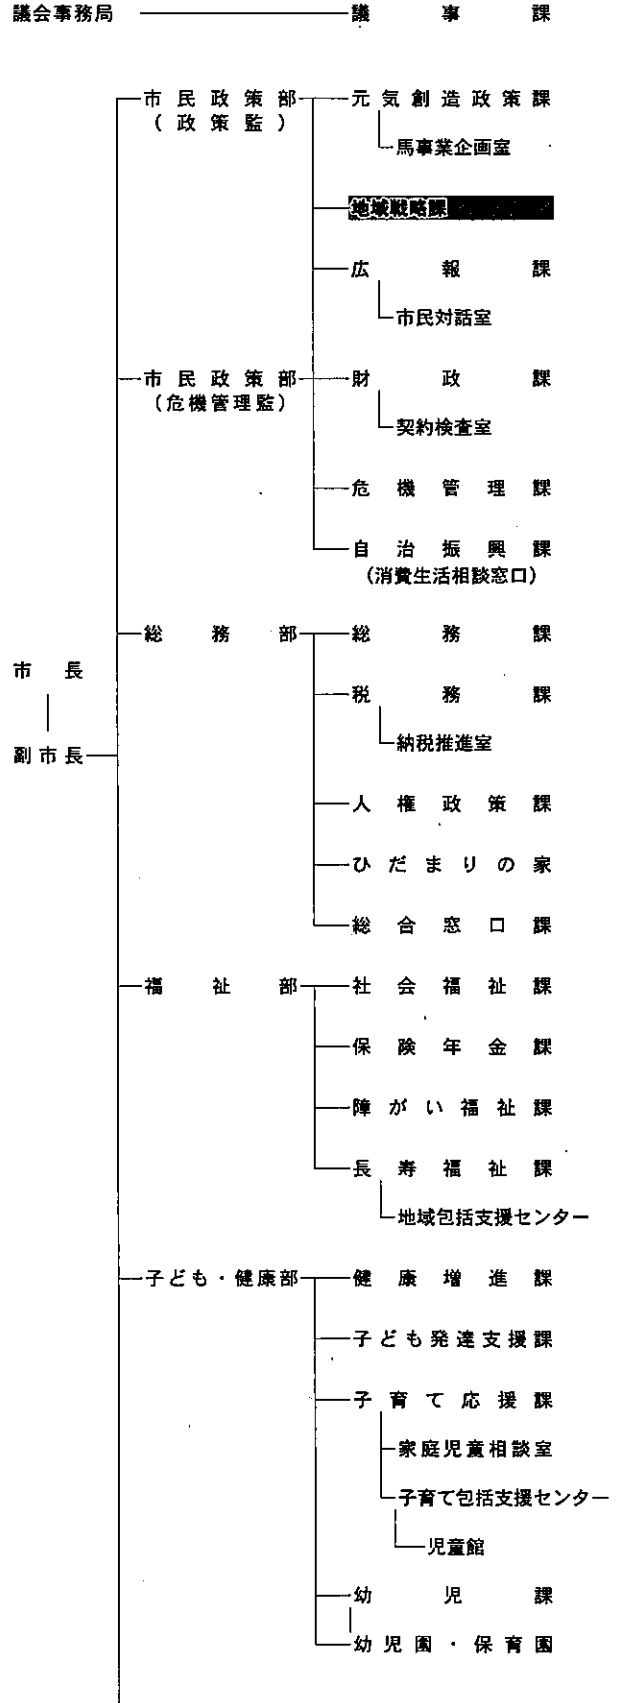 議会事務局 議事課
市民政策部 元気創造政策課
(政策監)
馬事業企画室
地域戦略課
広報課
市民対話室
市民政策部 財政課
(危機管理監)
契約検査室
危機管理課
自治振興課
(消費生活相談窓口)
総務部 総務課
市長
税務課
納税推進室
副市長
人権政策課
ひだまりの家
総合窓口課
福祉部 社会福祉課
保険年金課
障がい福祉課
長寿福祉課
地域包括支援センター
子ども・健康部 健康増進課
子ども発達支援課
子育て応援課
家庭児童相談室
子育て包括支援センター
児童館
幼児課
幼児園・保育園